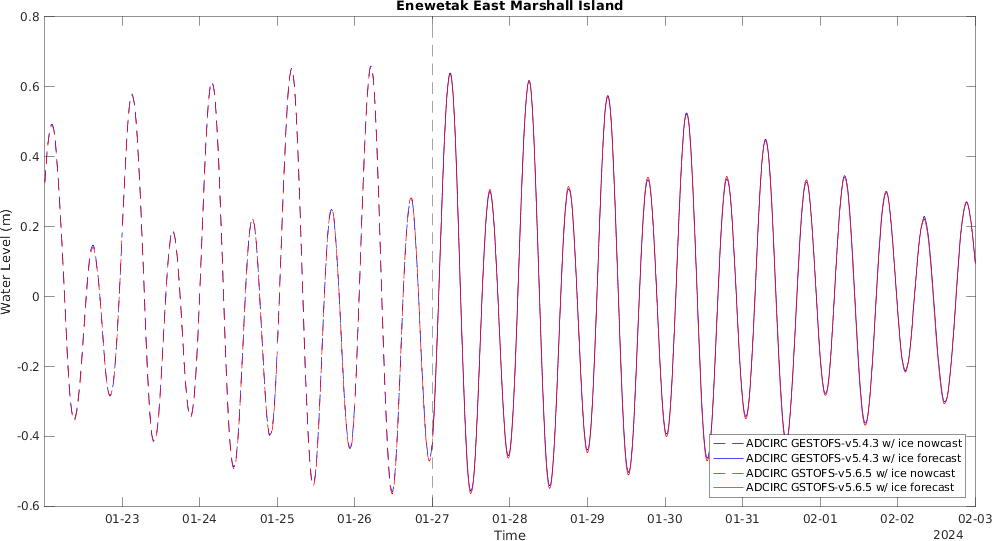 Enewetak East Marshall Island
0.8
0.6
0.4
0.2
0
-0.2
-0.4
-0.6
Water Level (m)
ADCIRC GESTOFS-v5.4.3 w/ ice nowcast
ADCIRC GESTOFS-v5.4.3 w/ ice forecast
ADCIRC GSTOFS-v5.6.5 w/ ice nowcast
ADCIRC GSTOFS-v5.6.5 w/ ice forecast
01-23 01-24 01-25 01-26 01-27 01-28 01-29 01-30 01-31 02-01 02-02 02-03
Time
2024